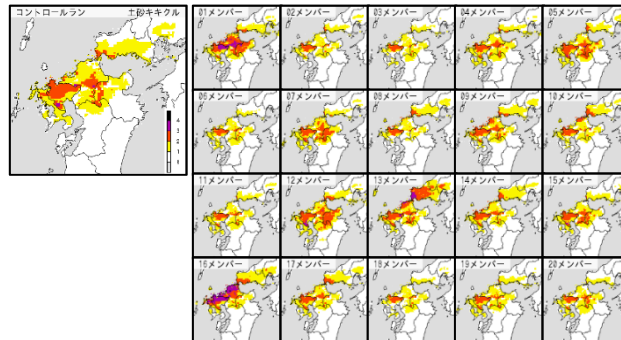 コントロールラン 土砂キキクル
01メンバー 02メンバー 03メンバー 04メンバー 05メンバー
06メンバー 07メンバー 08メンバー 09メンバー 10メンバー
11メンバー 12メンバー 13メンバー 14メンバー 15メンバー
16メンバー 17メンバー 18メンバー 19メンバー 20メンバー